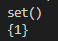 set()
{1}